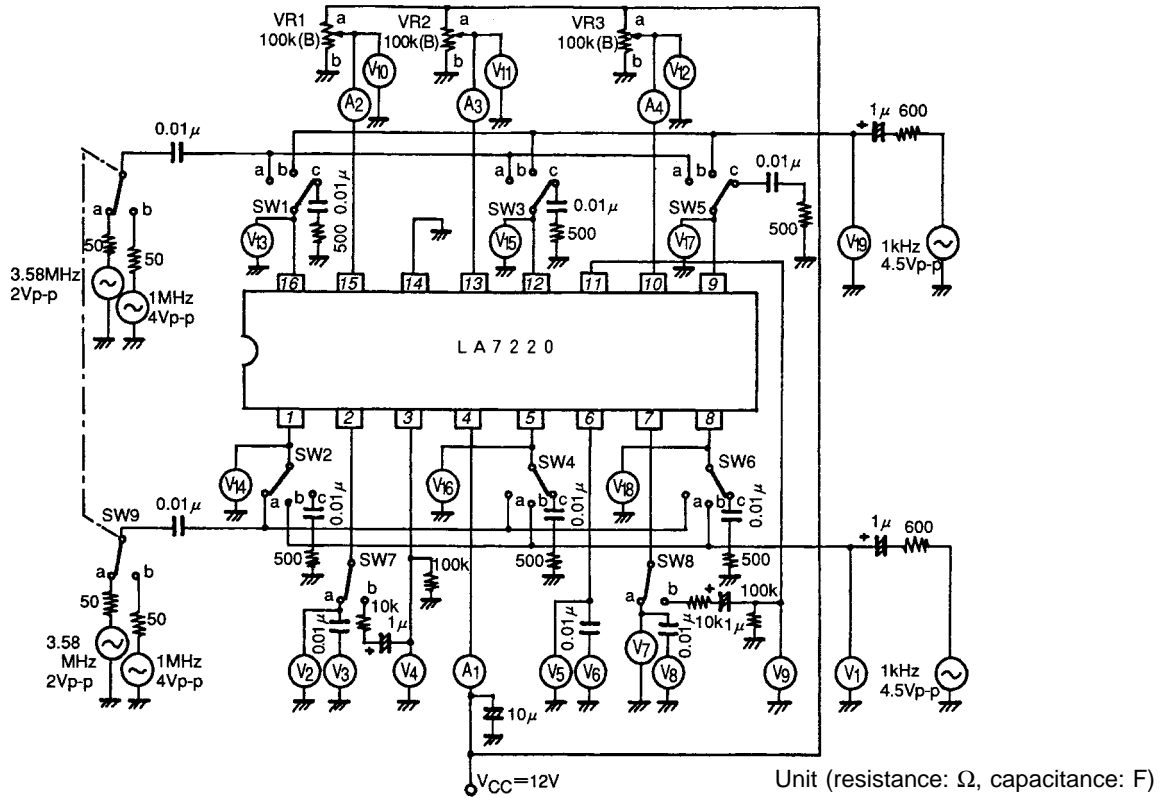 VR1 a
100k(B)
b
V10
A2
VR2 a
100k(B)
b
V11
A3
VR3 a
100k(B)
b
V12
A4
1μ 600
+
0.01μ
a b c
SW1
0.01μ
500
V13
a b c
SW3
0.01μ
500
V15
a b c
SW5
0.01μ
500
V17
V19
1kHz
4.5Vp-p
a b
50
50
3.58MHz
2Vp-p
1MHz
4Vp-p
16 15 14 13 12 11 10 9
LA7220
1 2 3 4 5 6 7 8
SW2
V14
a b c
0.01μ
500
SW4
V16
a b c
0.01μ
500
SW6
V18
a b c
0.01μ
500
SW9
0.01μ
a b
50
50
3.58
MHz
2Vp-p
1MHz
4Vp-p
SW7
a b
0.01μ
10k
+
1μ
100k
V2 V3 V4 A1
10μ
0.01μ
V5 V6
SW8
a b
+
10k 1μ
100k
0.01μ
V7 V8 V9
V1
+
1μ 600
1kHz
4.5Vp-p
VCC=12V
Unit (resistance: Ω, capacitance: F)